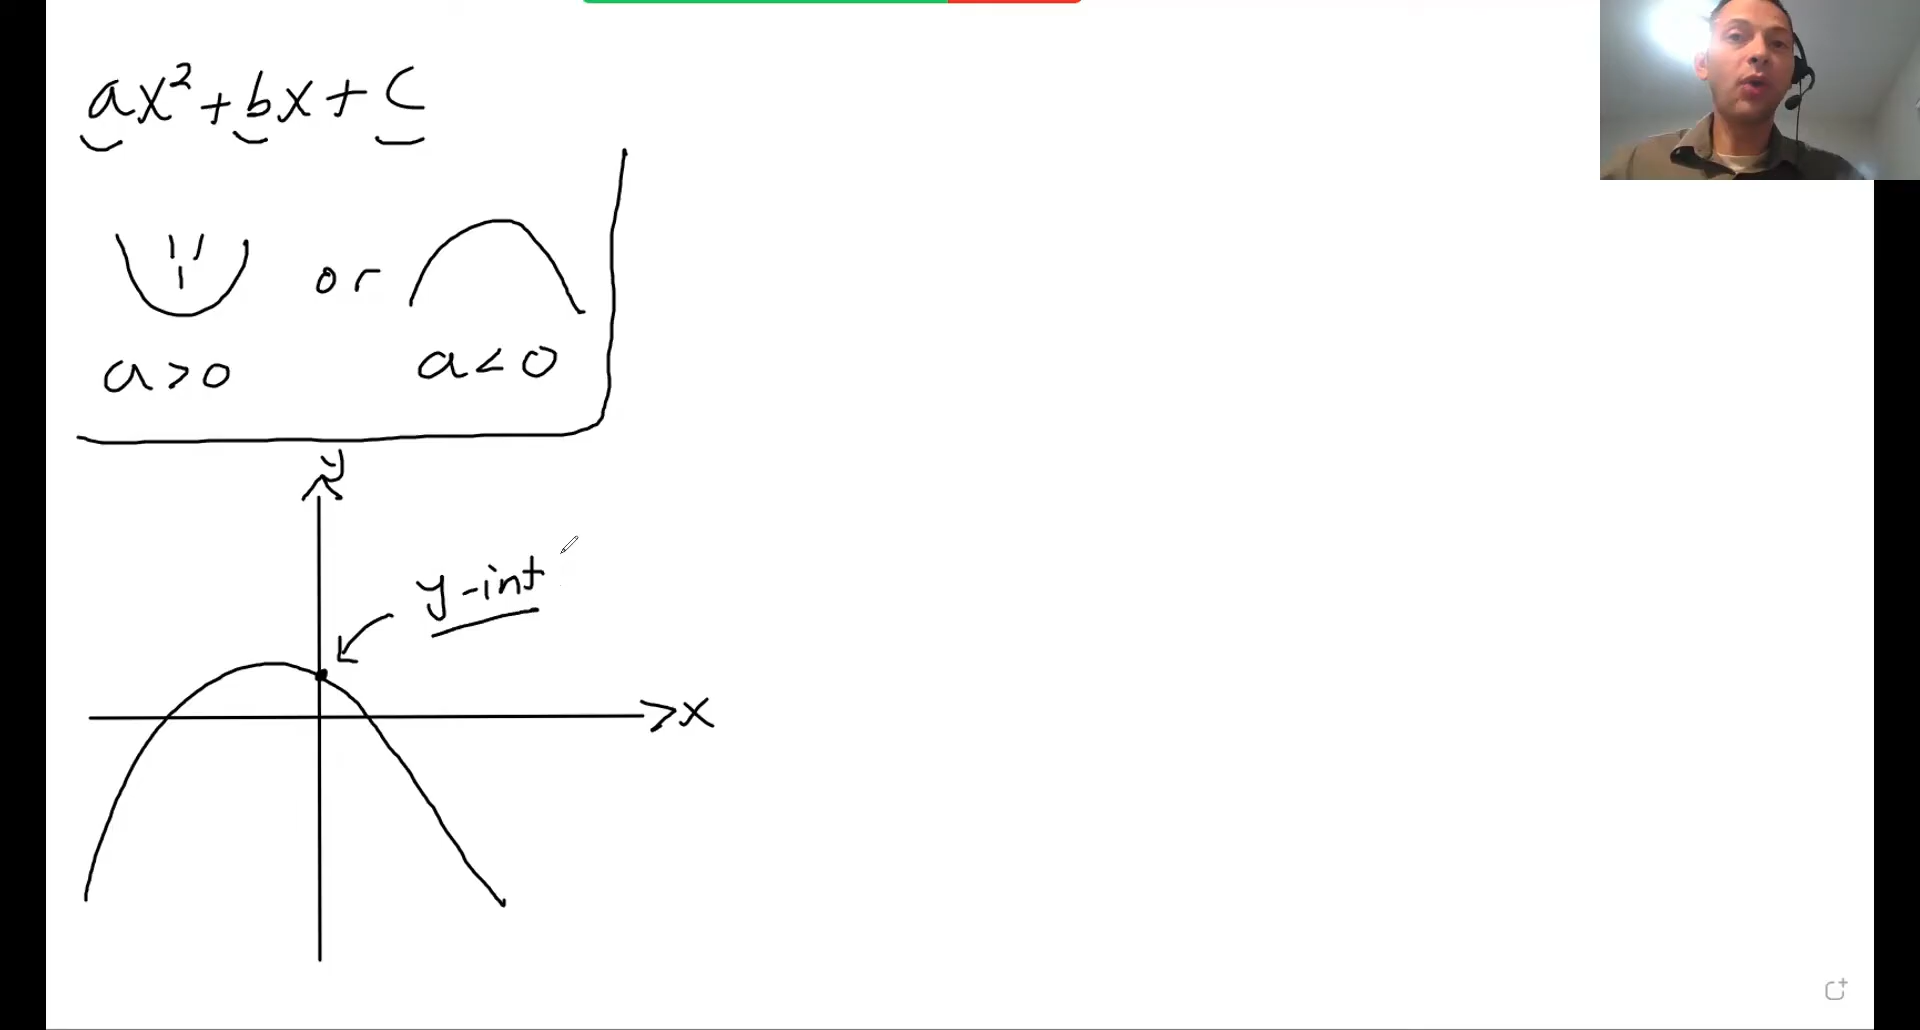 ax²+bx+c
or
a>0
a<0
y
y-int
x